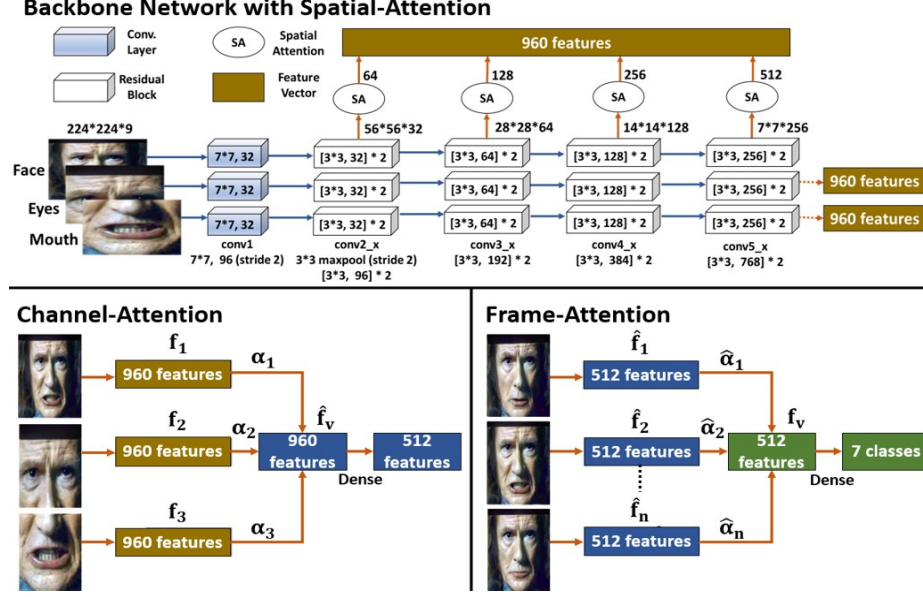 Backbone Network with Spatial-Attention
Conv. Layer
SA
Spatial Attention
960 features
Residual Block
Feature Vector
64
128
256
512
SA
SA
SA
SA
224*224*9
56*56*32
28*28*64
14*14*128
7*7*256
Face
7*7, 32
[3*3, 32] * 2
[3*3, 64] * 2
[3*3, 128] * 2
[3*3, 256] * 2
Eyes
7*7, 32
[3*3, 32] * 2
[3*3, 64] * 2
[3*3, 128] * 2
[3*3, 256] * 2
960 features
Mouth
7*7, 32
[3*3, 32] * 2
[3*3, 64] * 2
[3*3, 128] * 2
[3*3, 256] * 2
960 features
conv1
conv2_x
conv3_x
conv4_x
conv5_x
7*7, 96 (stride 2)
3*3 maxpool (stride 2)
[3*3, 192] * 2
[3*3, 384] * 2
[3*3, 768] * 2
[3*3, 96] * 2
Channel-Attention
f1
960 features
α1
f2
960 features
α2
f̂v
960 features
Dense
512 features
f3
960 features
α3
Frame-Attention
f̂1
512 features
α̂1
f̂2
512 features
α̂2
fv
512 features
Dense
7 classes
f̂n
512 features
α̂n